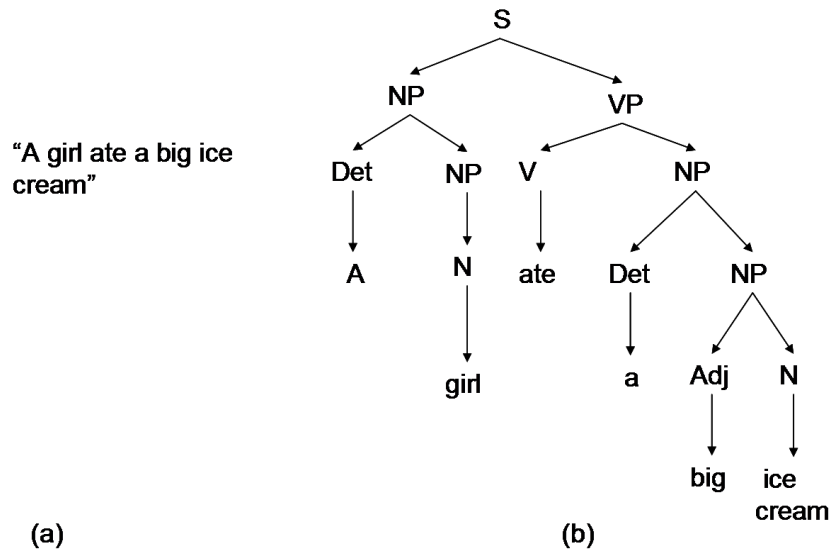 S
NP VP
“A girl ate a big ice
cream”
Det NP V NP
A N ate Det NP
girl a Adj N
big ice
cream
(a) (b)